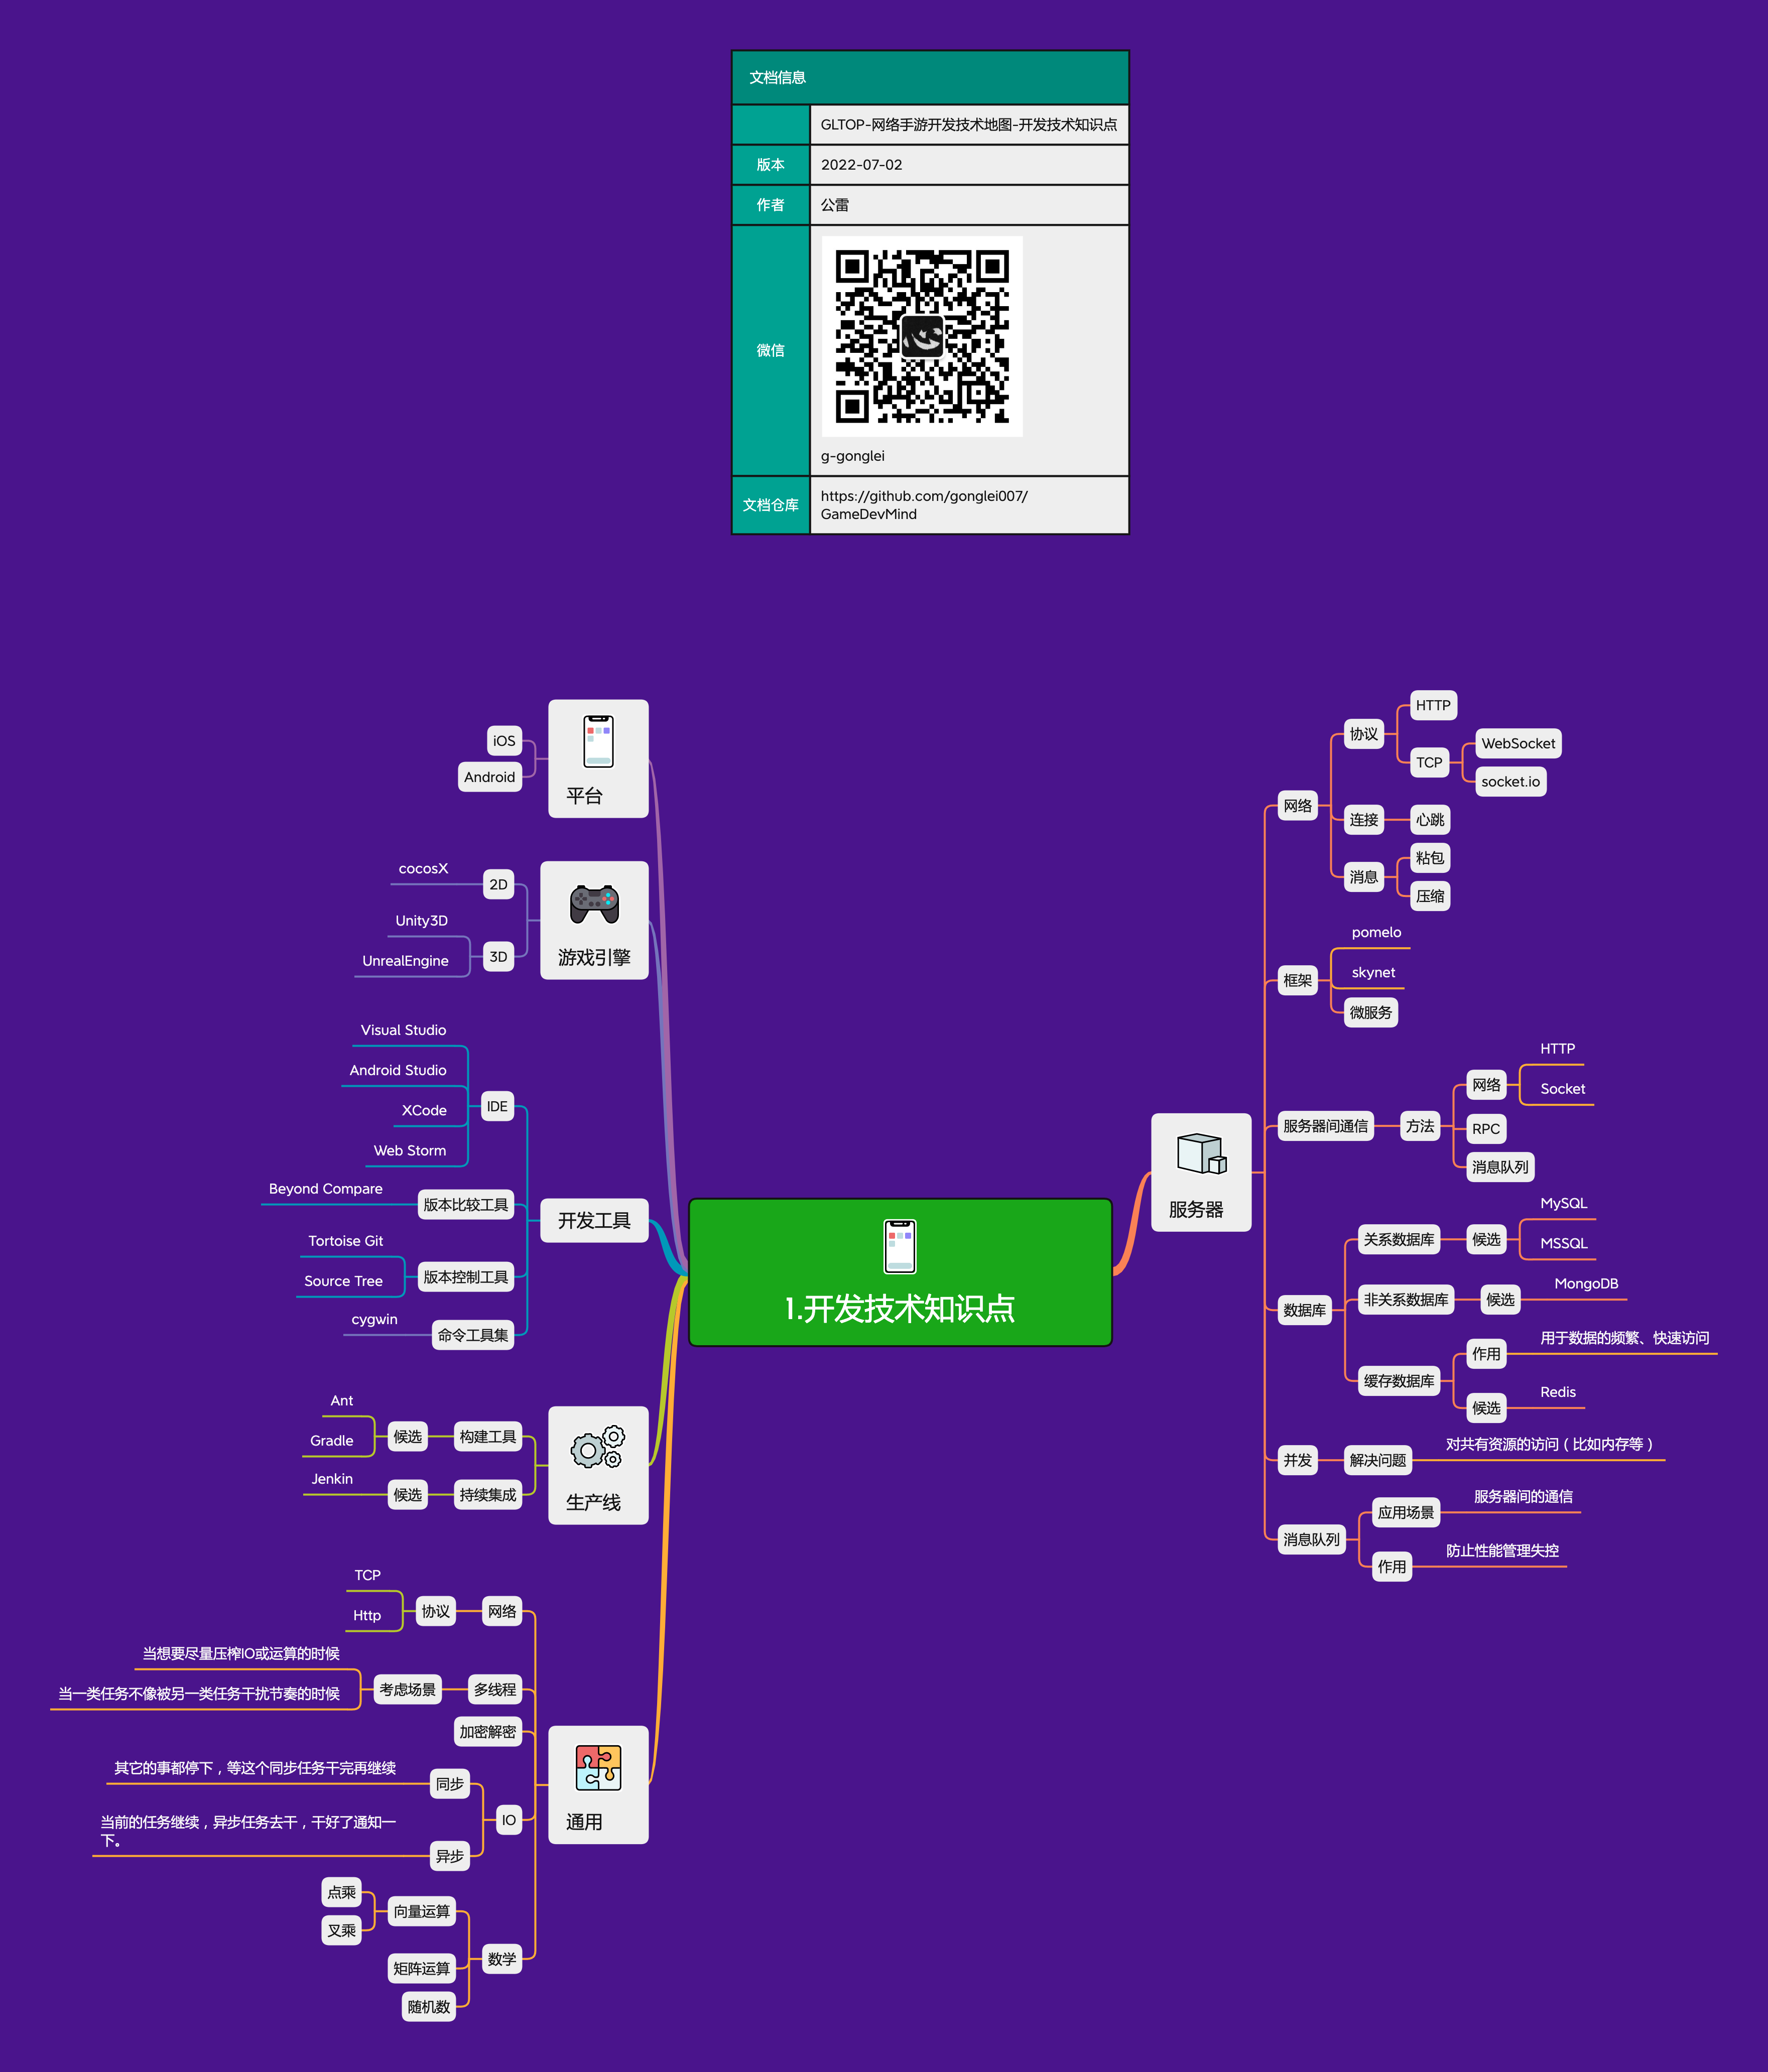 文档信息
GLTOP-网络手游开发技术地图-开发技术知识点
版本
2022-07-02
作者
公雷
微信
g-gonglei
文档仓库
https://github.com/gonglei007/
GameDevMind
1.开发技术知识点
平台
iOS
Android
游戏引擎
2D
cocosX
3D
Unity3D
UnrealEngine
开发工具
IDE
Visual Studio
Android Studio
XCode
Web Storm
版本比较工具
Beyond Compare
版本控制工具
Tortoise Git
Source Tree
命令工具集
cygwin
生产线
构建工具
候选
Ant
Gradle
持续集成
候选
Jenkin
通用
网络
协议
TCP
Http
多线程
考虑场景
当想要尽量压榨IO或运算的时候
当一类任务不像被另一类任务干扰节奏的时候
加密解密
IO
同步
其它的事都停下，等这个同步任务干完再继续
异步
当前的任务继续，异步任务去干，干好了通知一
下。
数学
向量运算
点乘
叉乘
矩阵运算
随机数
服务器
网络
协议
HTTP
TCP
WebSocket
socket.io
连接
心跳
消息
粘包
压缩
框架
pomelo
skynet
微服务
服务器间通信
方法
网络
HTTP
Socket
RPC
消息队列
数据库
关系数据库
候选
MySQL
MSSQL
非关系数据库
候选
MongoDB
缓存数据库
作用
用于数据的频繁、快速访问
候选
Redis
并发
解决问题
对共有资源的访问（比如内存等）
消息队列
应用场景
服务器间的通信
作用
防止性能管理失控